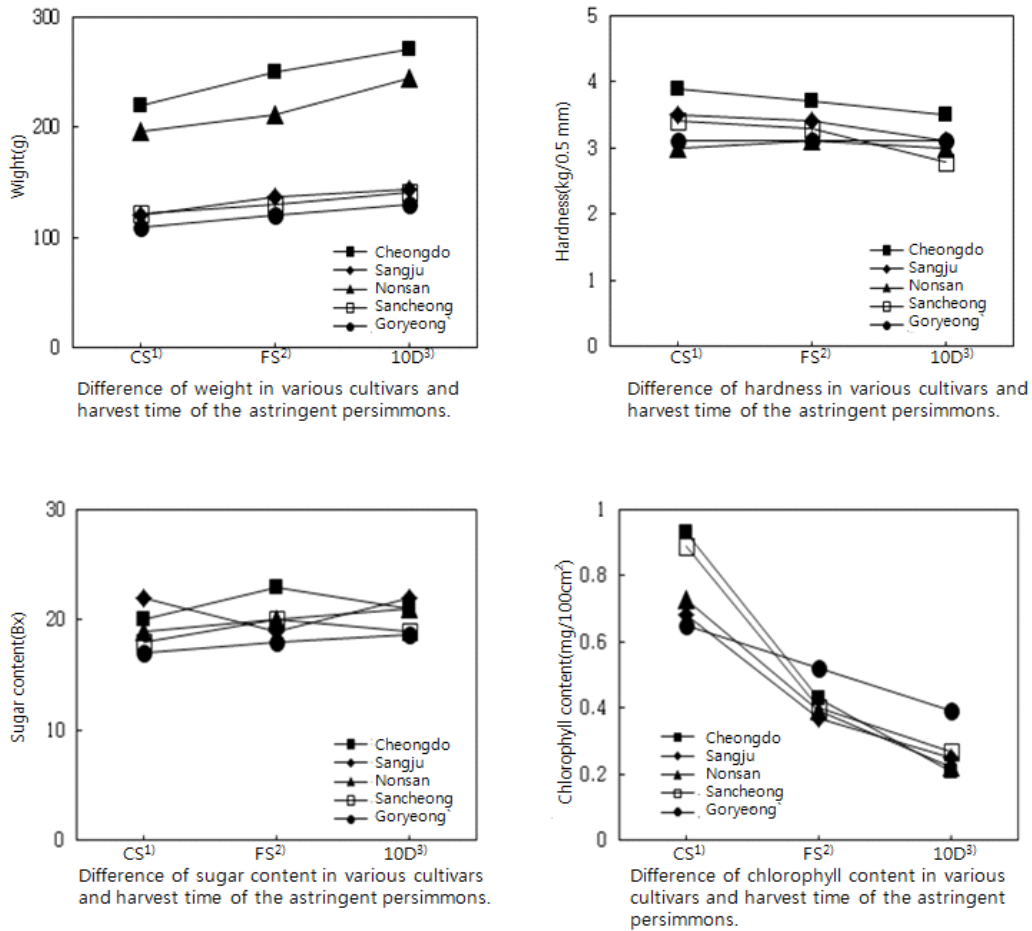 300
200
100
0
Wight(g)
Cheongdo
Sangju
Nonsan
Sancheong
Goryeong`
CS1) FS2) 10D3)
Difference of weight in various cultivars and
harvest time of the astringent persimmons.
5
4
3
2
1
0
Hardness(kg/0.5 mm)
Cheongdo
Sangju
Nonsan
Sancheong
Goryeong`
CS1) FS2) 10D3)
Difference of hardness in various cultivars and
harvest time of the astringent persimmons.
30
20
10
0
Sugar content(Bx)
Cheongdo
Sangju
Nonsan
Sancheong
Goryeong`
CS1) FS2) 10D3)
Difference of sugar content in various cultivars
and harvest time of the astringent persimmons.
1
0.8
0.6
0.4
0.2
0
Chlorophyll content(mg/100cm2)
Cheongdo
Sangju
Nonsan
Sancheong
Goryeong`
CS1) FS2) 10D3)
Difference of chlorophyll content in various
cultivars and harvest time of the astringent
persimmons.